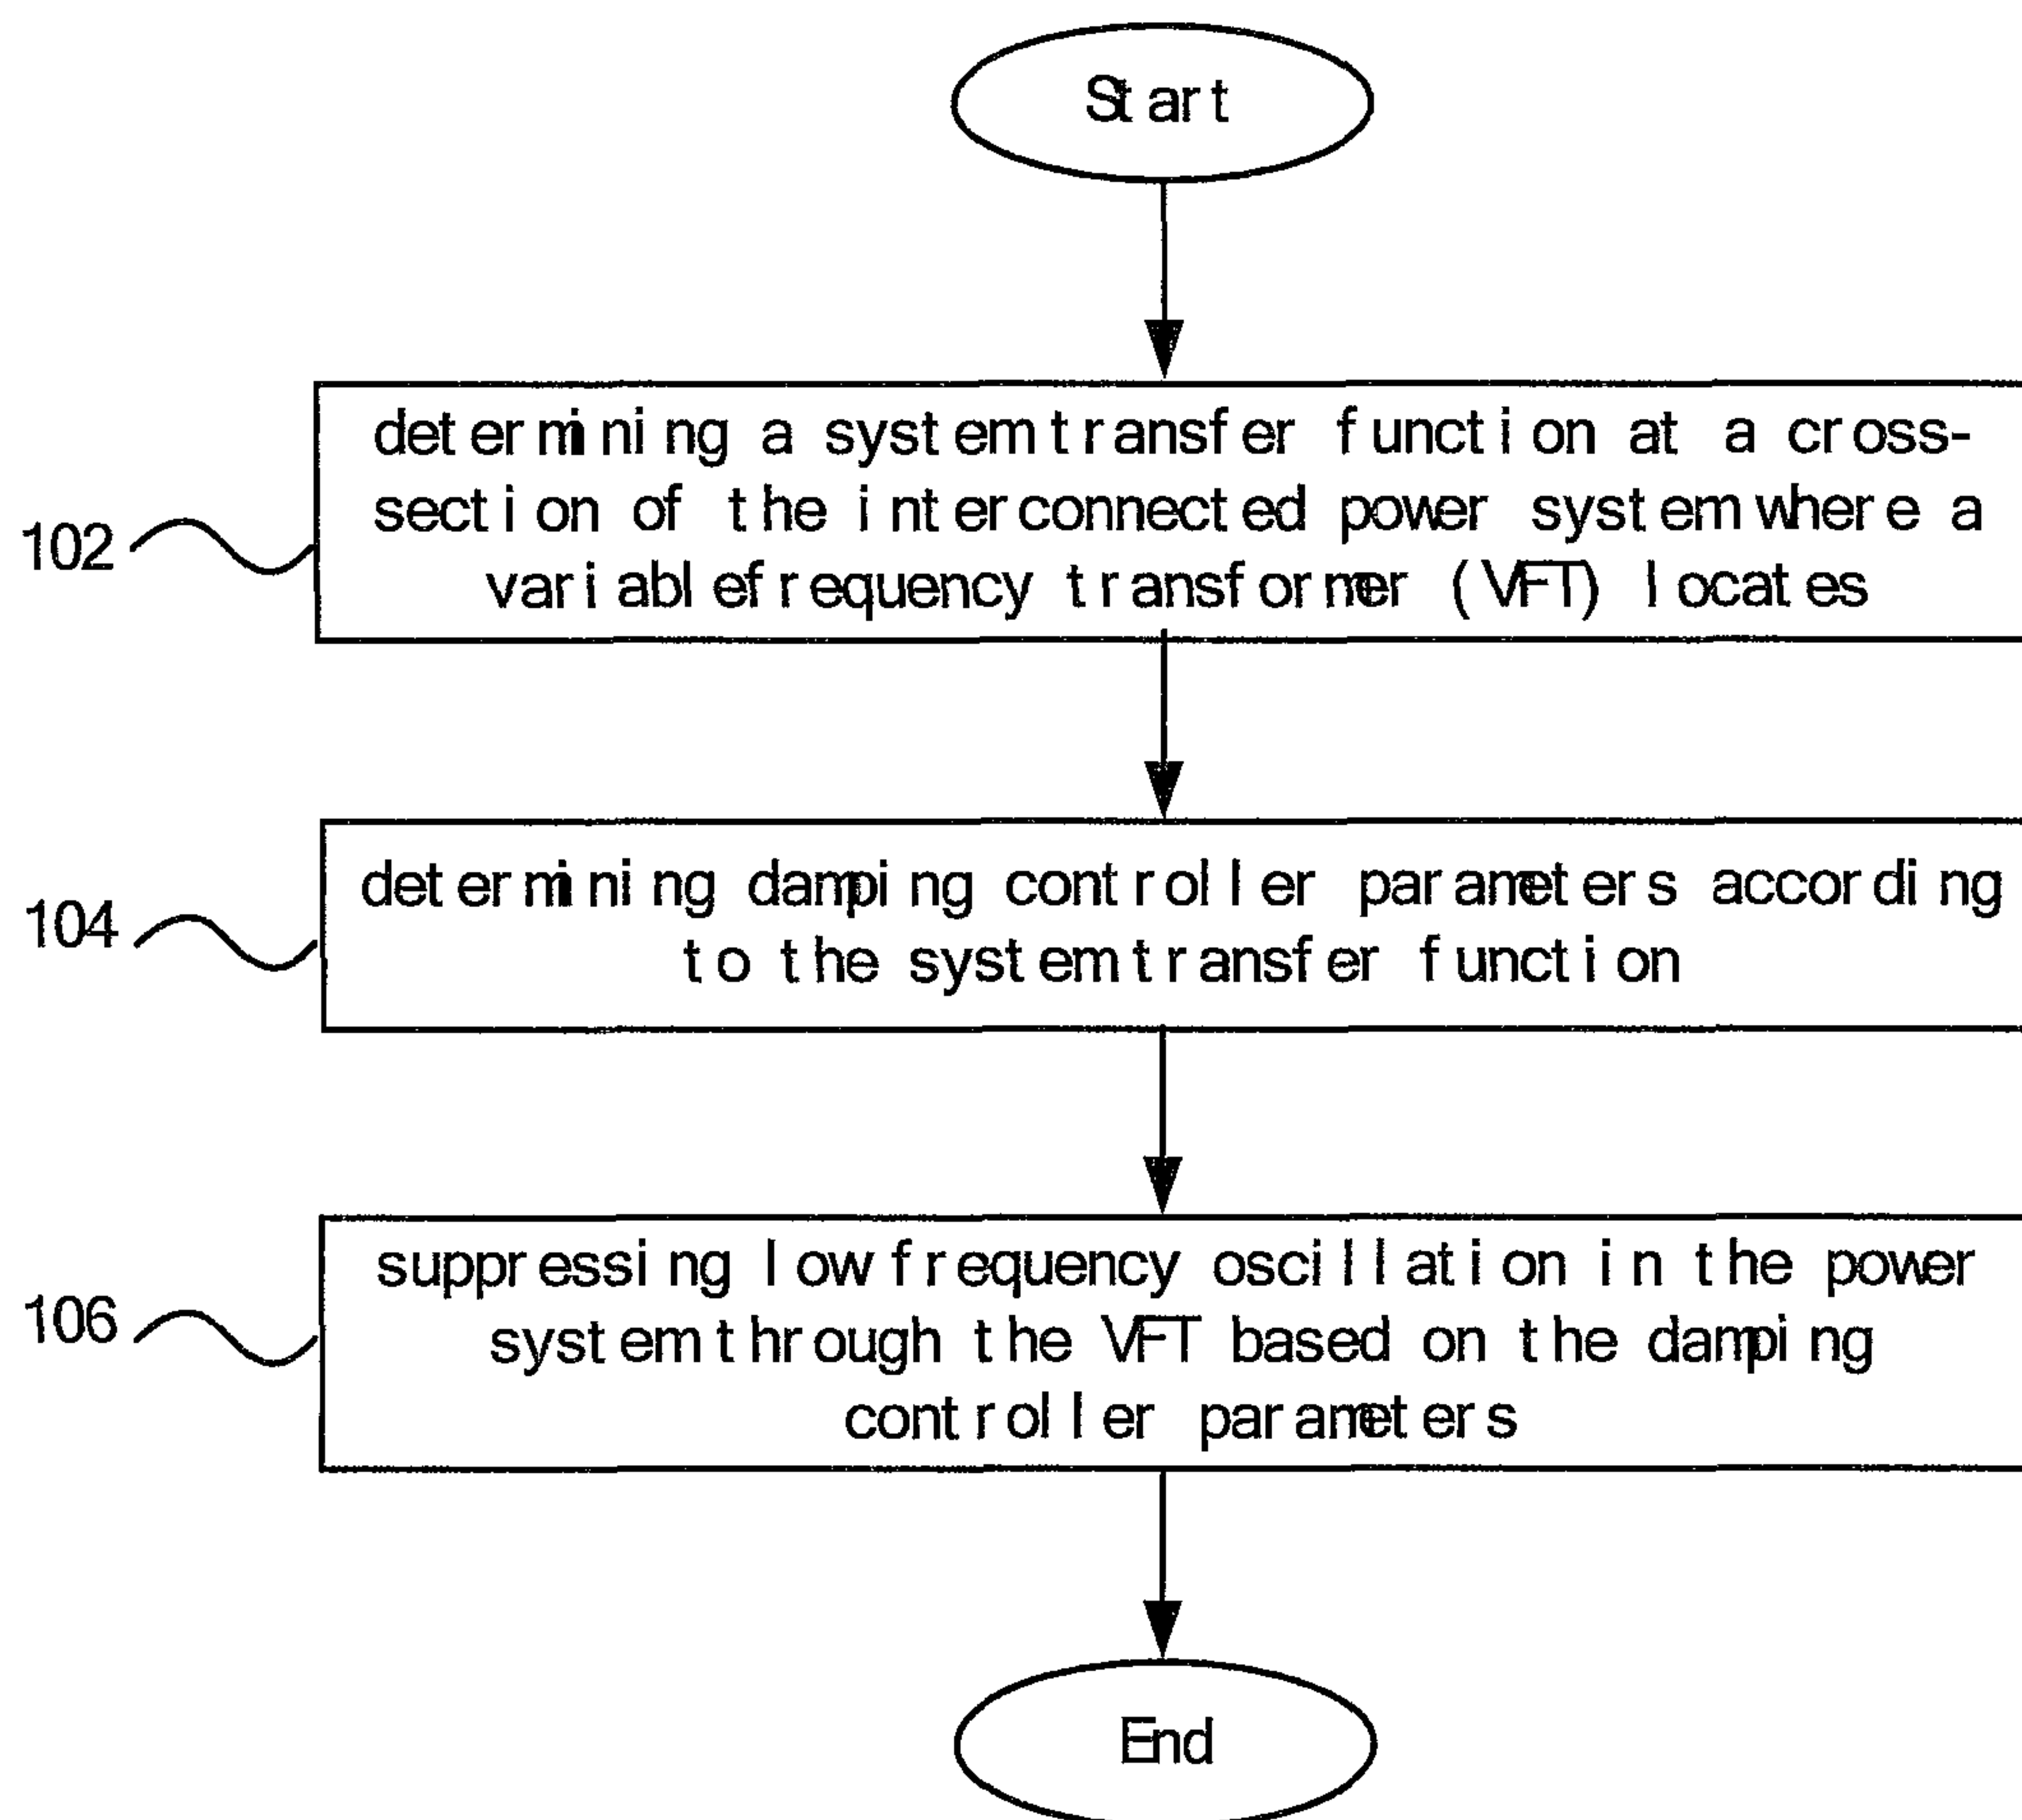 Start
determining a system transfer function at a cross-
section of the interconnected power system where a
variablefrequency transformer (VFT) locates
102
determining damping controller parameters according
to the system transfer function
104
suppressing low frequency oscillation in the power
system through the VFT based on the damping
controller parameters
106
End